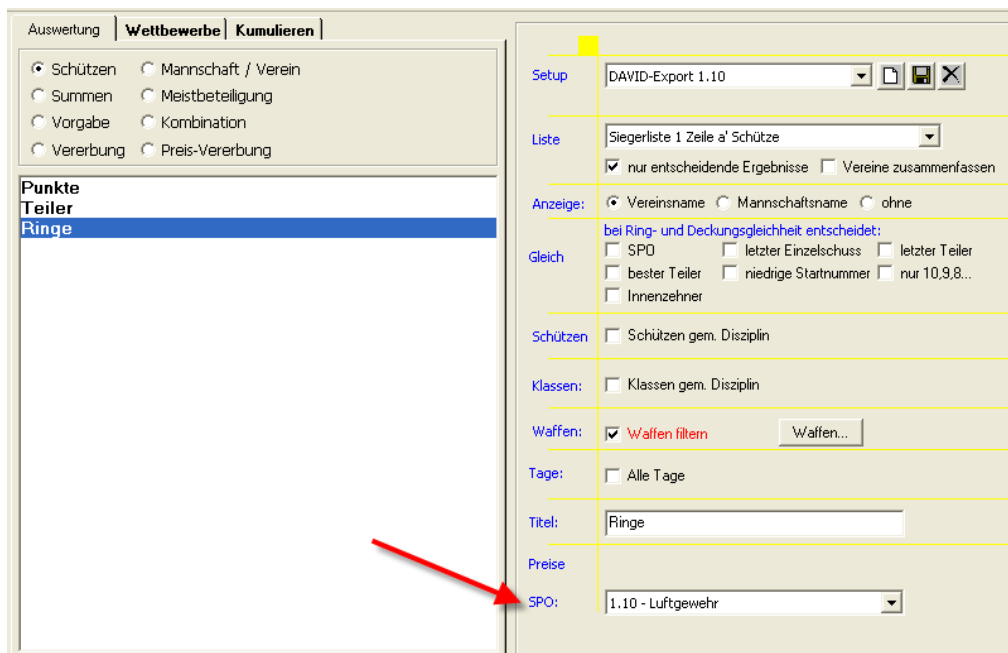 Auswertung Wettbewerbe Kumulieren
Schützen Mannschaft / Verein
Summen Meistbeteiligung
Vorgabe Kombination
Vererbung Preis-Vererbung
Punkte
Teiler
Ringe
Setup DAVID-Export 1.10
Liste Siegerliste 1 Zeile a' Schütze
nur entscheidende Ergebnisse Vereine zusammenfassen
Anzeige: Vereinsname Mannschaftsname ohne
bei Ring- und Deckungsgleichheit entscheidet:
Gleich SPO letzter Einzelschuss letzter Teiler
bester Teiler niedrige Startnummer nur 10,9,8...
Innenzehner
Schützen Schützen gem. Disziplin
Klassen: Klassen gem. Disziplin
Waffen: Waffen filtern Waffen...
Tage: Alle Tage
Titel: Ringe
Preise
SPO: 1.10 - Luftgewehr